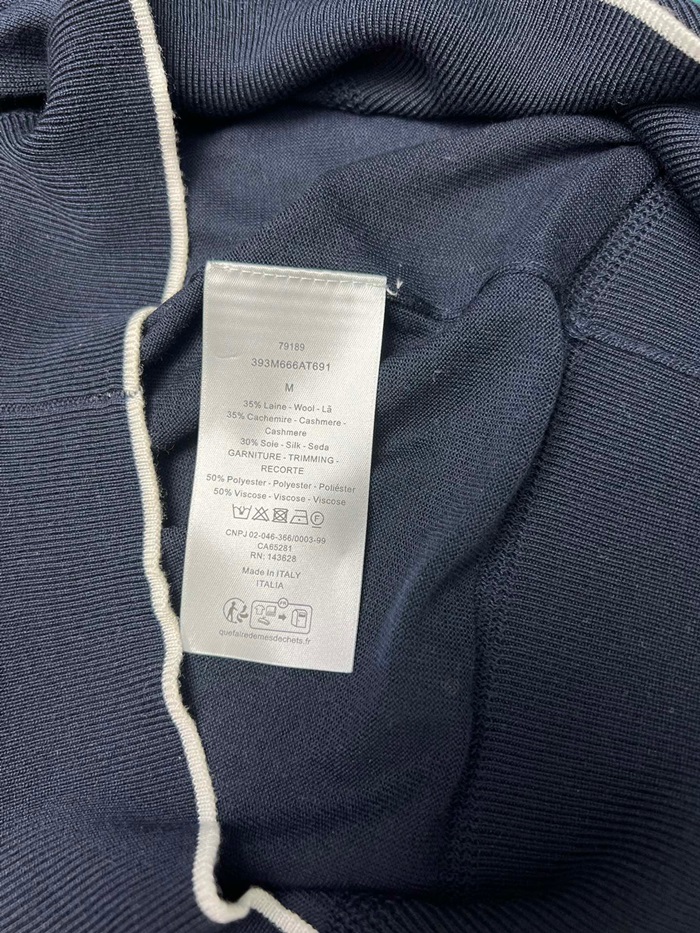 79189
393M666AT691
M
35% Laine - Wool - Lã
35% Cachemire - Cashmere -
Cashmere
30% Soie - Silk - Seda
GARNITURE - TRIMMING -
RECORTE
50% Polyester - Polyester - Poliéster
50% Viscose - Viscose - Viscose
F
CNPJ 02-046-366/0003-99
CA65281
RN: 143628
Made In ITALY
ITALIA
FR
quefairedemesdechets.fr